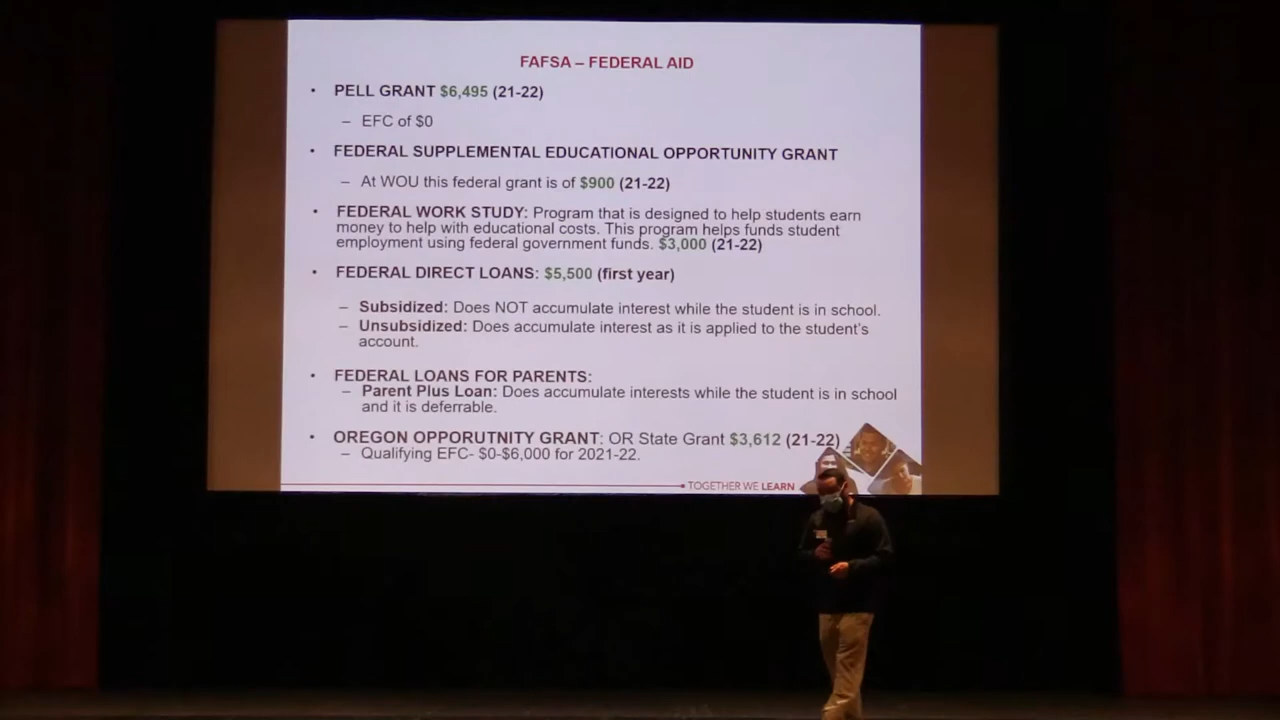 FAFSA – FEDERAL AID
• PELL GRANT $6,495 (21-22)
– EFC of $0
• FEDERAL SUPPLEMENTAL EDUCATIONAL OPPORTUNITY GRANT
– At WOU this federal grant is of $900 (21-22)
• FEDERAL WORK STUDY: Program that is designed to help students earn
money to help with educational costs. This program helps funds student
employment using federal government funds. $3,000 (21-22)
• FEDERAL DIRECT LOANS: $5,500 (first year)
– Subsidized: Does NOT accumulate interest while the student is in school.
– Unsubsidized: Does accumulate interest as it is applied to the student's
account.
• FEDERAL LOANS FOR PARENTS:
– Parent Plus Loan: Does accumulate interests while the student is in school
and it is deferrable.
• OREGON OPPORUTNITY GRANT: OR State Grant $3,612 (21-22)
– Qualifying EFC- $0-$6,000 for 2021-22.
TOGETHER WE LEARN